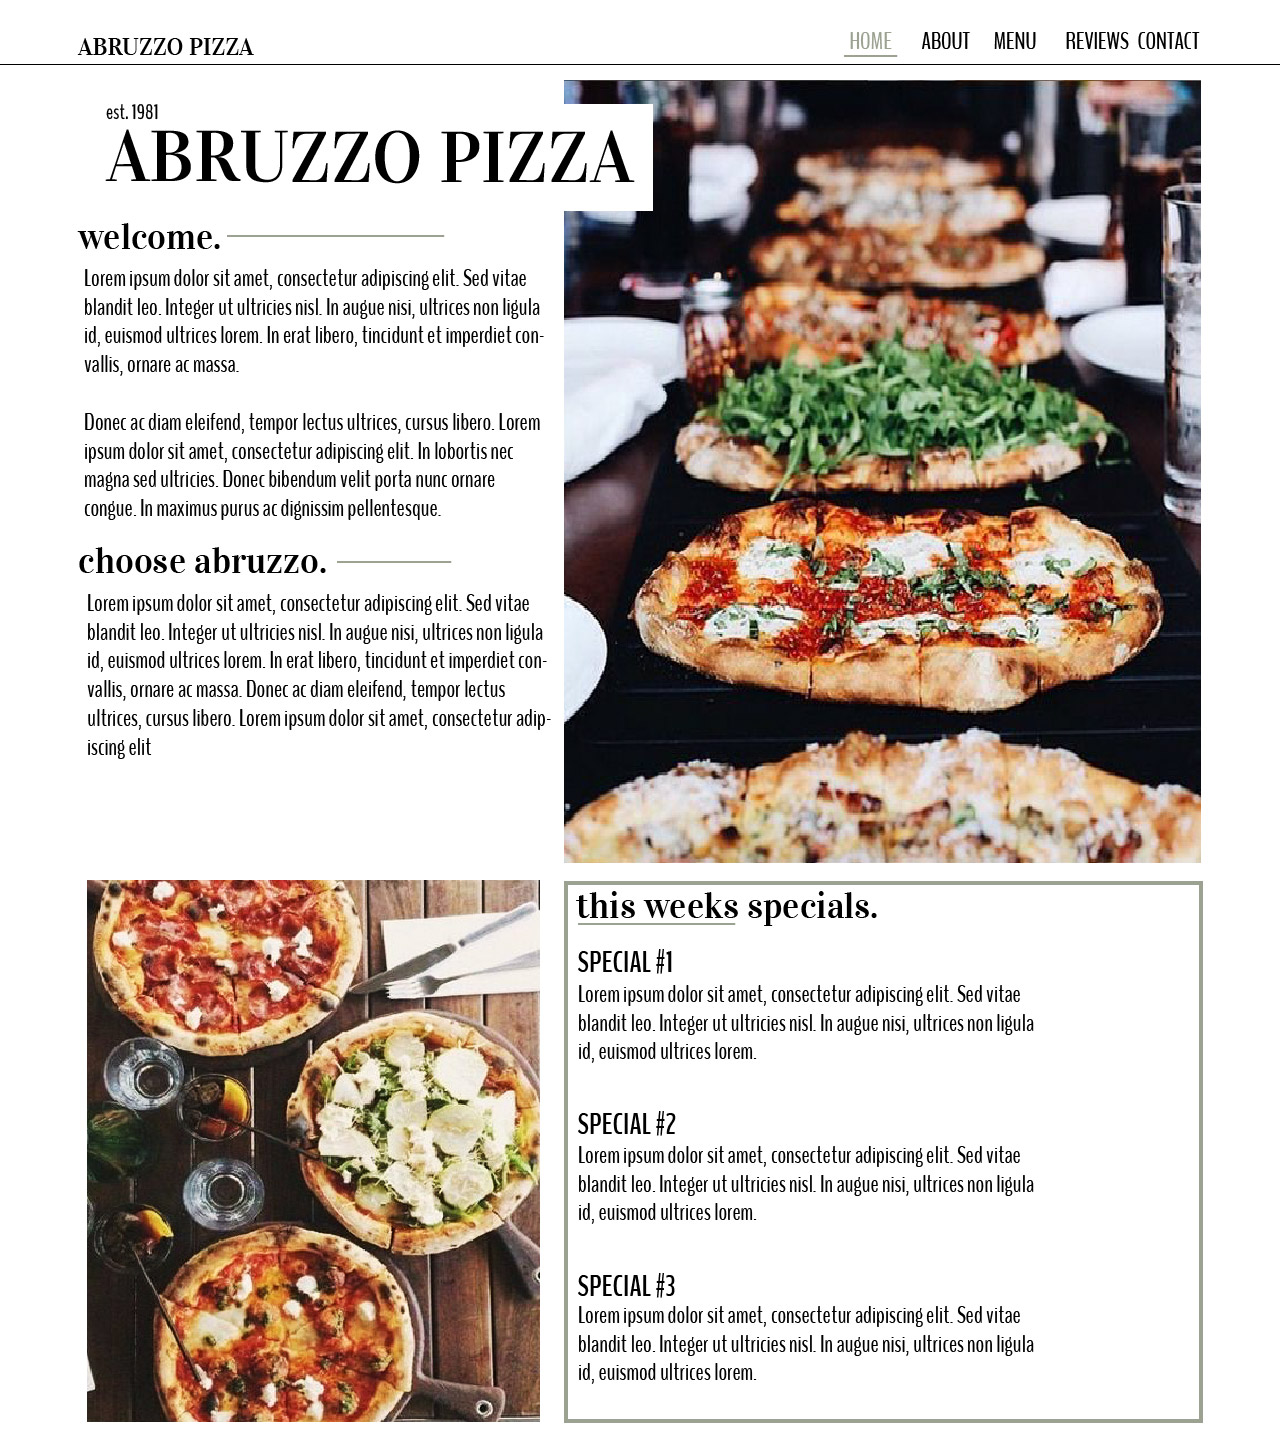 ABRUZZO PIZZA
HOME ABOUT MENU REVIEWS CONTACT
est. 1981
ABRUZZO PIZZA
welcome.
Lorem ipsum dolor sit amet, consectetur adipiscing elit. Sed vitae
blandit leo. Integer ut ultricies nisl. In augue nisi, ultrices non ligula
id, euismod ultrices lorem. In erat libero, tincidunt et imperdiet con-
vallis, ornare ac massa.
Donec ac diam eleifend, tempor lectus ultrices, cursus libero. Lorem
ipsum dolor sit amet, consectetur adipiscing elit. In lobortis nec
magna sed ultricies. Donec bibendum velit porta nunc ornare
congue. In maximus purus ac dignissim pellentesque.
choose abruzzo.
Lorem ipsum dolor sit amet, consectetur adipiscing elit. Sed vitae
blandit leo. Integer ut ultricies nisl. In augue nisi, ultrices non ligula
id, euismod ultrices lorem. In erat libero, tincidunt et imperdiet con-
vallis, ornare ac massa. Donec ac diam eleifend, tempor lectus
ultrices, cursus libero. Lorem ipsum dolor sit amet, consectetur adip-
iscing elit
this weeks specials.
SPECIAL #1
Lorem ipsum dolor sit amet, consectetur adipiscing elit. Sed vitae
blandit leo. Integer ut ultricies nisl. In augue nisi, ultrices non ligula
id, euismod ultrices lorem.
SPECIAL #2
Lorem ipsum dolor sit amet, consectetur adipiscing elit. Sed vitae
blandit leo. Integer ut ultricies nisl. In augue nisi, ultrices non ligula
id, euismod ultrices lorem.
SPECIAL #3
Lorem ipsum dolor sit amet, consectetur adipiscing elit. Sed vitae
blandit leo. Integer ut ultricies nisl. In augue nisi, ultrices non ligula
id, euismod ultrices lorem.